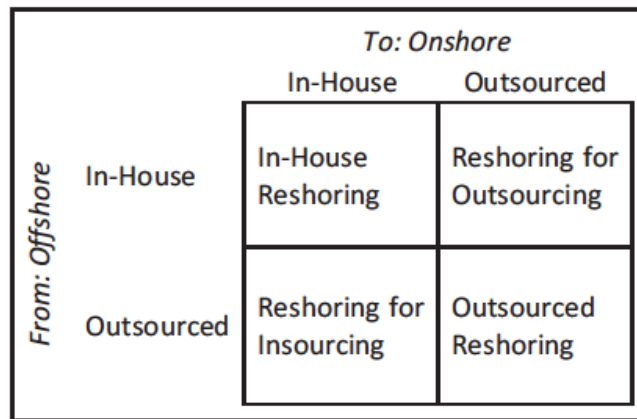 To: Onshore
In-House Outsourced
From: Offshore
In-House
In-House
Reshoring
Reshoring for
Outsourcing
Outsourced
Reshoring for
Insourcing
Outsourced
Reshoring